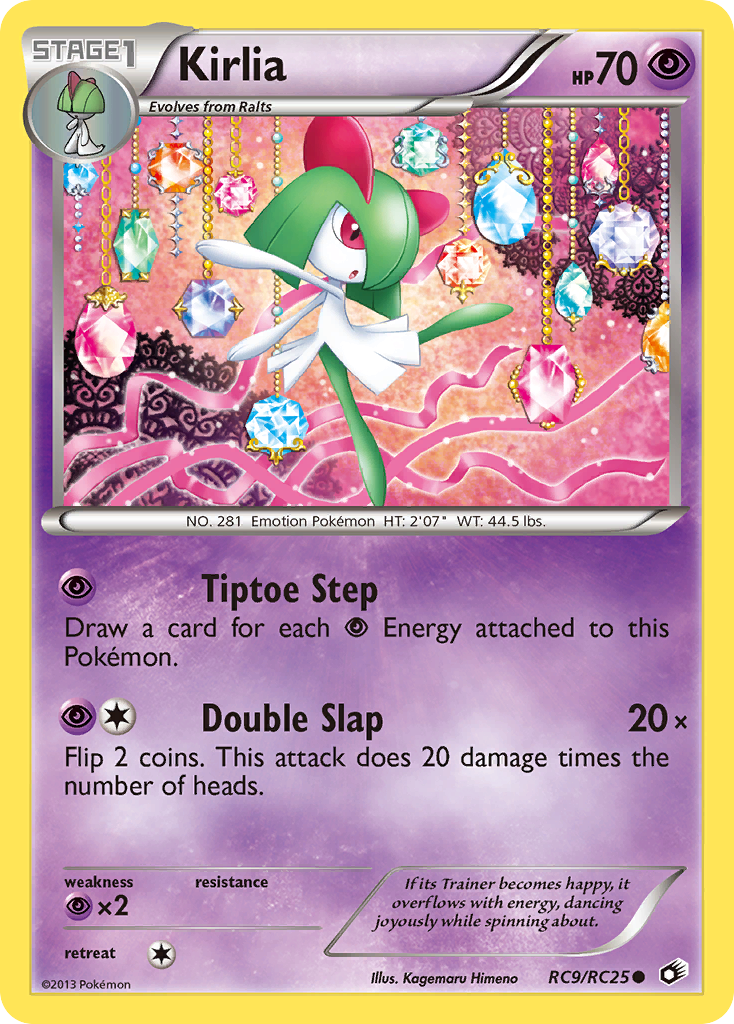 STAGE1
Kirlia
HP70
Evolves from Ralts
NO. 281 Emotion Pokémon HT: 2'07" WT: 44.5 lbs.
Tiptoe Step
Draw a card for each Energy attached to this
Pokémon.
Double Slap 20×
Flip 2 coins. This attack does 20 damage times the
number of heads.
weakness resistance
×2
retreat
If its Trainer becomes happy, it
overflows with energy, dancing
joyously while spinning about.
©2013 Pokémon
Illus. Kagemaru Himeno
RC9/RC25